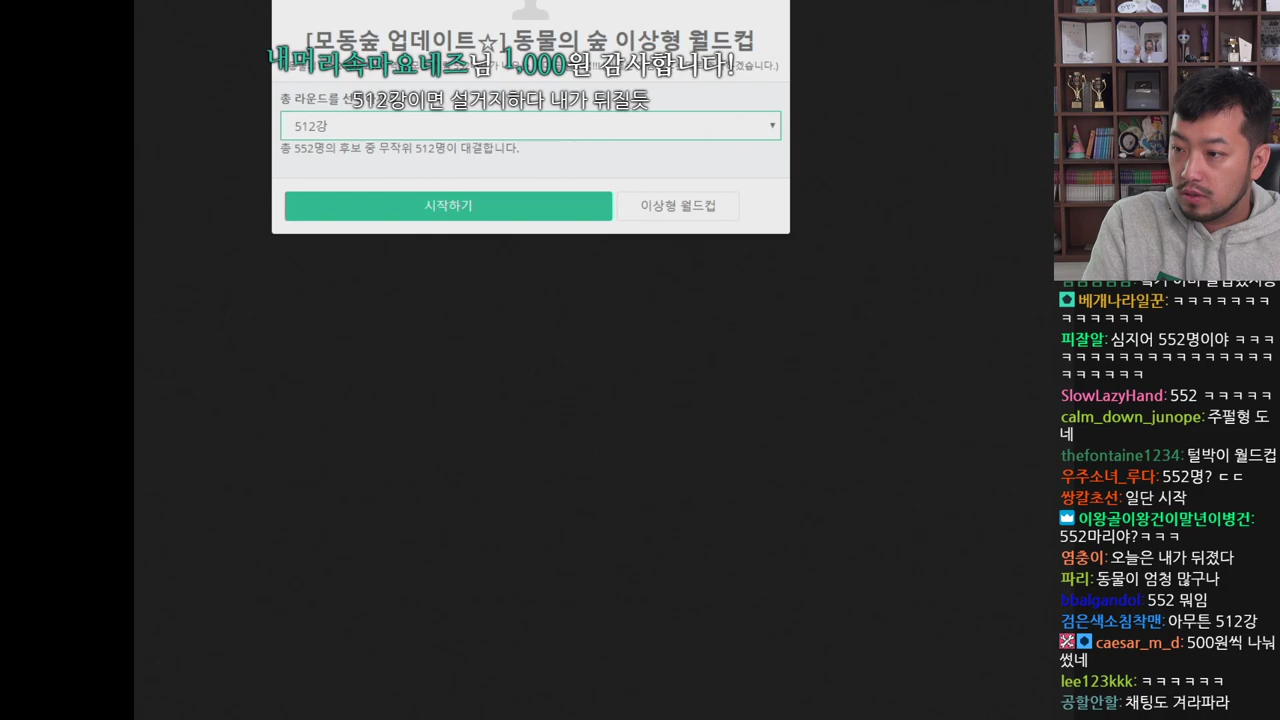 [모동숲 업데이트☆] 동물의 숲 이상형 월드컵
내머리속마요네즈님 1,000원 감사합니다!
512강이면 설거지하다 내가 뒤질듯
총 라운드를 선
512강
총 552명의 후보 중 무작위 512명이 대결합니다.
시작하기
이상형 월드컵
베개나라일꾼: ㅋㅋㅋㅋㅋㅋㅋ
ㅋㅋㅋㅋㅋㅋ
피잘알: 심지어 552명이야 ㅋㅋㅋ
ㅋㅋㅋㅋㅋㅋㅋㅋㅋㅋㅋㅋㅋㅋㅋ
ㅋㅋㅋㅋㅋㅋ
SlowLazyHand: 552 ㅋㅋㅋㅋㅋ
calm_down_junope: 주펄형 도
네
thefontaine1234: 털박이 월드컵
우주소녀_루다: 552명? ㄷㄷ
쌍칼초선: 일단 시작
이왕골이왕건이말년이병건:
552마리야?ㅋㅋㅋ
염충이: 오늘은 내가 뒤졌다
파리: 동물이 엄청 많구나
bbalgandol: 552 뭐임
검은색소침착맨: 아무튼 512강
caesar_m_d: 500원씩 나눠
썼네
lee123kkk: ㅋㅋㅋㅋㅋㅋ
공할안할: 채팅도 겨라파라